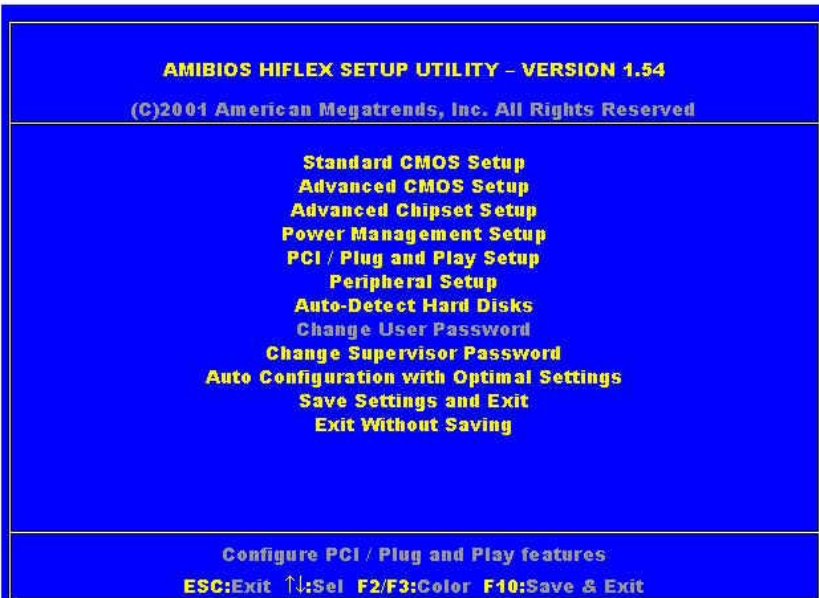 AMIBIOS HIFLEX SETUP UTILITY – VERSION 1.54
(C)2001 American Megatrends, Inc. All Rights Reserved
Standard CMOS Setup
Advanced CMOS Setup
Advanced Chipset Setup
Power Management Setup
PCI / Plug and Play Setup
Peripheral Setup
Auto-Detect Hard Disks
Change User Password
Change Supervisor Password
Auto Configuration with Optimal Settings
Save Settings and Exit
Exit Without Saving
Configure PCI / Plug and Play features
ESC:Exit ↑↓:Sel F2/F3:Color F10:Save & Exit